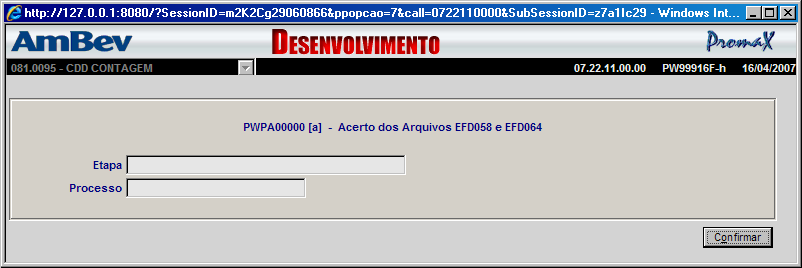 http://127.0.0.1:8080/?SessionID=m2K2Cg29060866&ppopcao=7&call=0722110000&SubSessionID=z7a1Ic29 - Windows Int...
AmBev
DESENVOLVIMENTO
PromaX
081.0095 - CDD CONTAGEM
07.22.11.00.00 PW99916F-h 16/04/2007
PWPA00000 [a] - Acerto dos Arquivos EFD058 e EFD064
Etapa
Processo
Confirmar